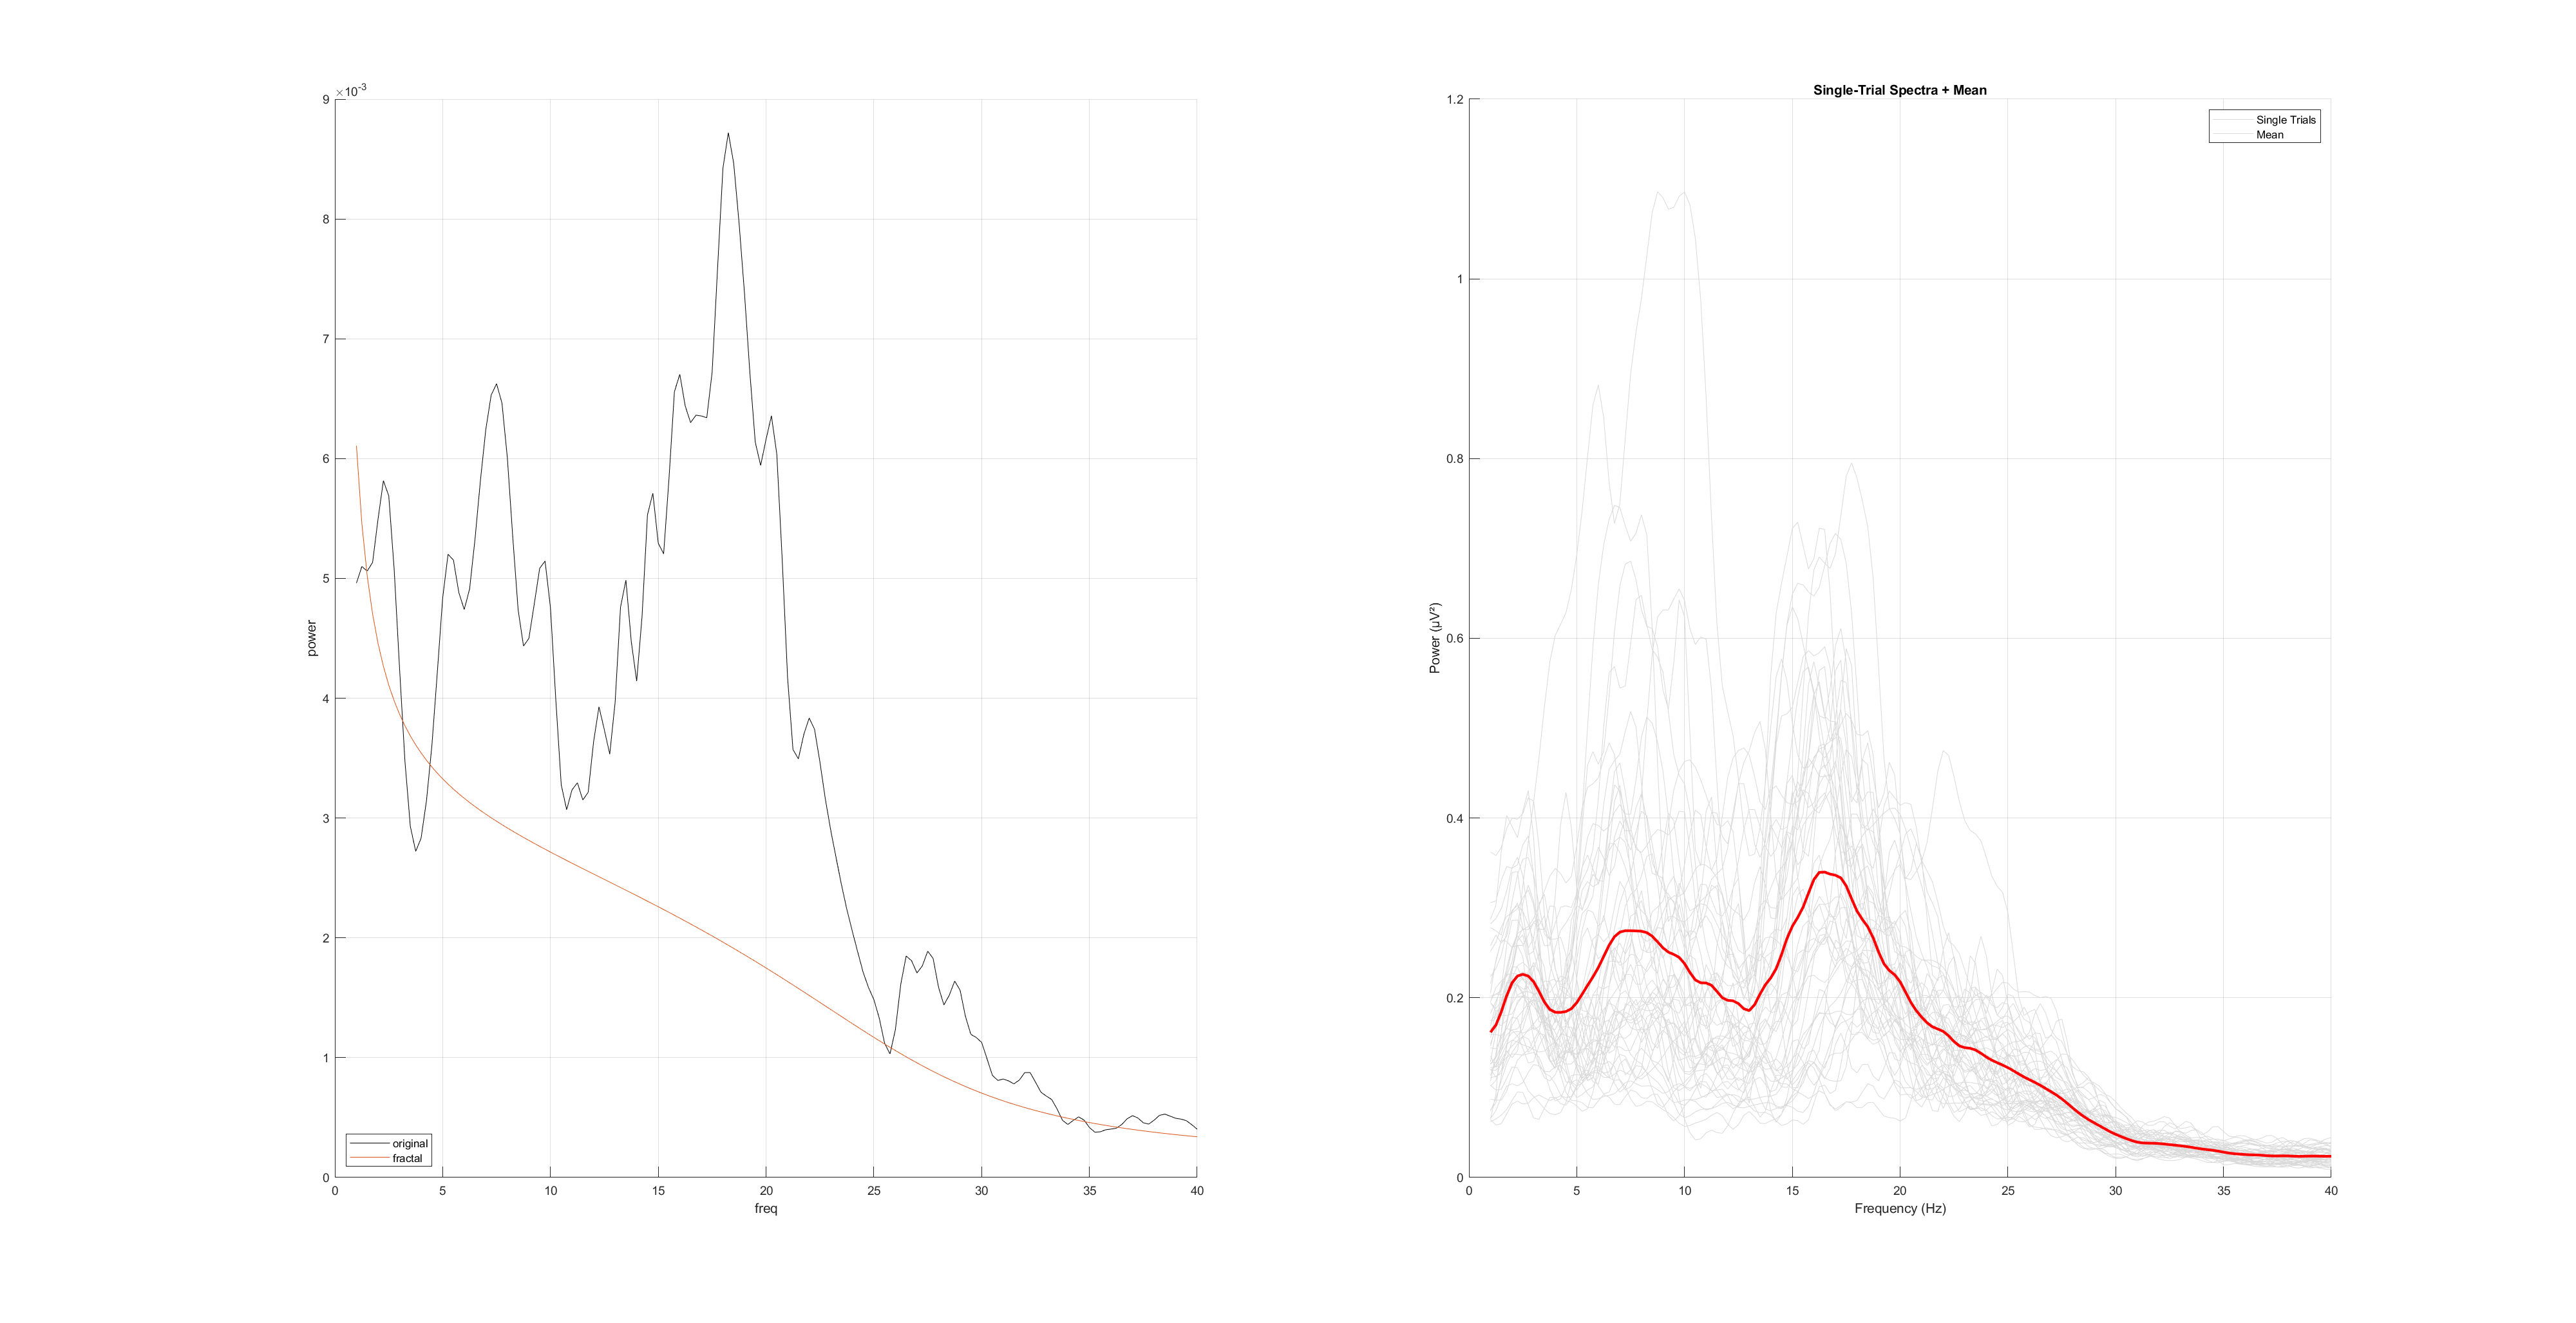 ×10-3
9
8
7
6
5
4
3
2
1
0
power
original
fractal
0 5 10 15 20 25 30 35 40
freq
Single-Trial Spectra + Mean
1.2
1
0.8
0.6
0.4
0.2
0
Power (µV²)
Single Trials
Mean
0 5 10 15 20 25 30 35 40
Frequency (Hz)